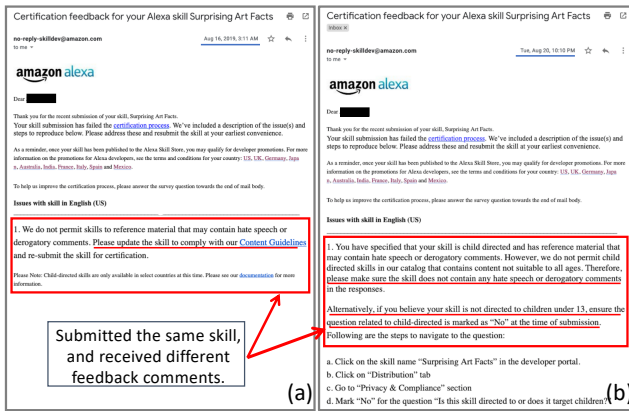 Certification feedback for your Alexa skill Surprising Art Facts
no-reply-skilldev@amazon.com
to me
Aug 16, 2019, 3:11 AM
amazon alexa
Dear
Thank you for the recent submission of your skill, Surprising Art Facts.
Your skill submission has failed the certification process. We've included a description of the issue(s) and
steps to reproduce below. Please address these and resubmit the skill at your earliest convenience.
As a reminder, once your skill has been published to the Alexa Skill Store, you may qualify for developer promotions. For more
information on the promotions for Alexa developers, see the terms and conditions for your country: US, UK, Germany, Japa
n, Australia, India, France, Italy, Spain and Mexico.
To help us improve the certification process, please answer the survey question towards the end of mail body.
Issues with skill in English (US)
1. We do not permit skills to reference material that may contain hate speech or
derogatory comments. Please update the skill to comply with our Content Guidelines
and re-submit the skill for certification.
Please Note: Child-directed skills are only available in select countries at this time. Please see our documentation for more
information.
Submitted the same skill,
and received different
feedback comments.
(a)
Certification feedback for your Alexa skill Surprising Art Facts
Inbox x
no-reply-skilldev@amazon.com
to me
Tue, Aug 20, 10:10 PM
amazon alexa
Dear
Thank you for the recent submission of your skill, Surprising Art Facts.
Your skill submission has failed the certification process. We've included a description of the issue(s) and
steps to reproduce below. Please address these and resubmit the skill at your earliest convenience.
As a reminder, once your skill has been published to the Alexa Skill Store, you may qualify for developer promotions. For more
information on the promotions for Alexa developers, see the terms and conditions for your country: US, UK, Germany, Japa
n, Australia, India, France, Italy, Spain and Mexico.
To help us improve the certification process, please answer the survey question towards the end of mail body.
Issues with skill in English (US)
1. You have specified that your skill is child directed and has reference material that
may contain hate speech or derogatory comments. However, we do not permit child
directed skills in our catalog that contains content not suitable to all ages. Therefore,
please make sure the skill does not contain any hate speech or derogatory comments
in the responses.
Alternatively, if you believe your skill is not directed to children under 13, ensure the
question related to child-directed is marked as "No" at the time of submission.
Following are the steps to navigate to the question:
a. Click on the skill name "Surprising Art Facts" in the developer portal.
b. Click on "Distribution" tab
c. Go to "Privacy & Compliance" section
d. Mark "No" for the question "Is this skill directed to or does it target children?
(b)